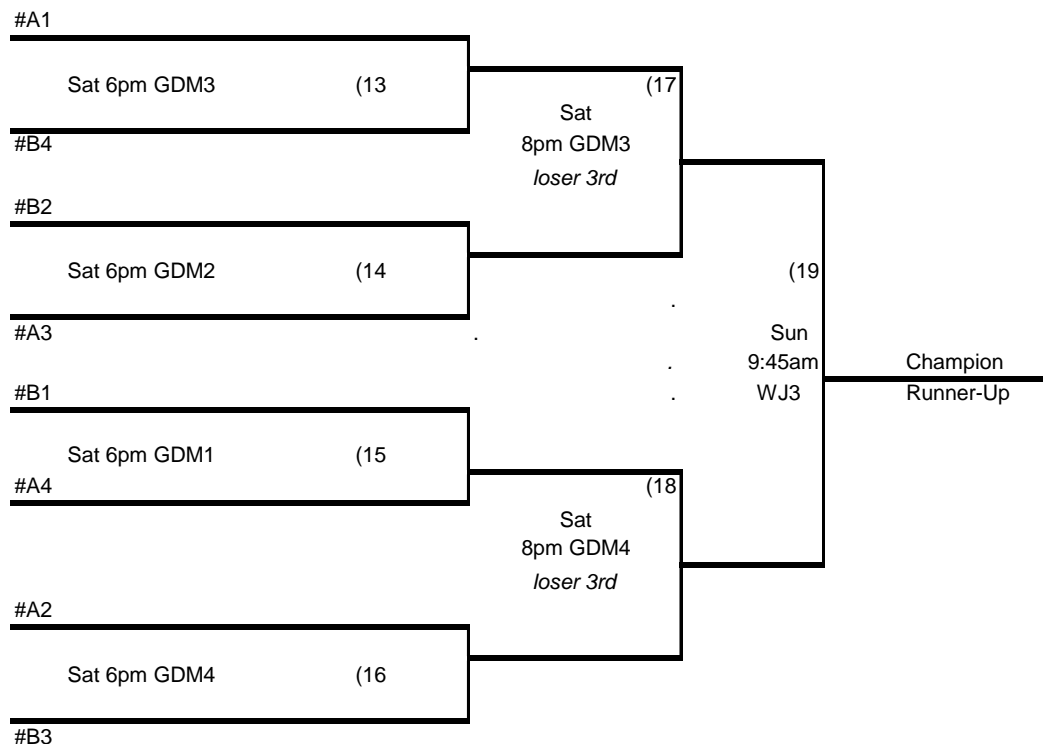 #A1
Sat 6pm GDM3 (13 (17
Sat
#B4 8pm GDM3
loser 3rd
#B2
Sat 6pm GDM2 (14 (19
.
#A3 . Sun
. 9:45am Champion
#B1 . WJ3 Runner-Up
Sat 6pm GDM1 (15
#A4 (18
Sat
8pm GDM4
loser 3rd
#A2
Sat 6pm GDM4 (16
#B3